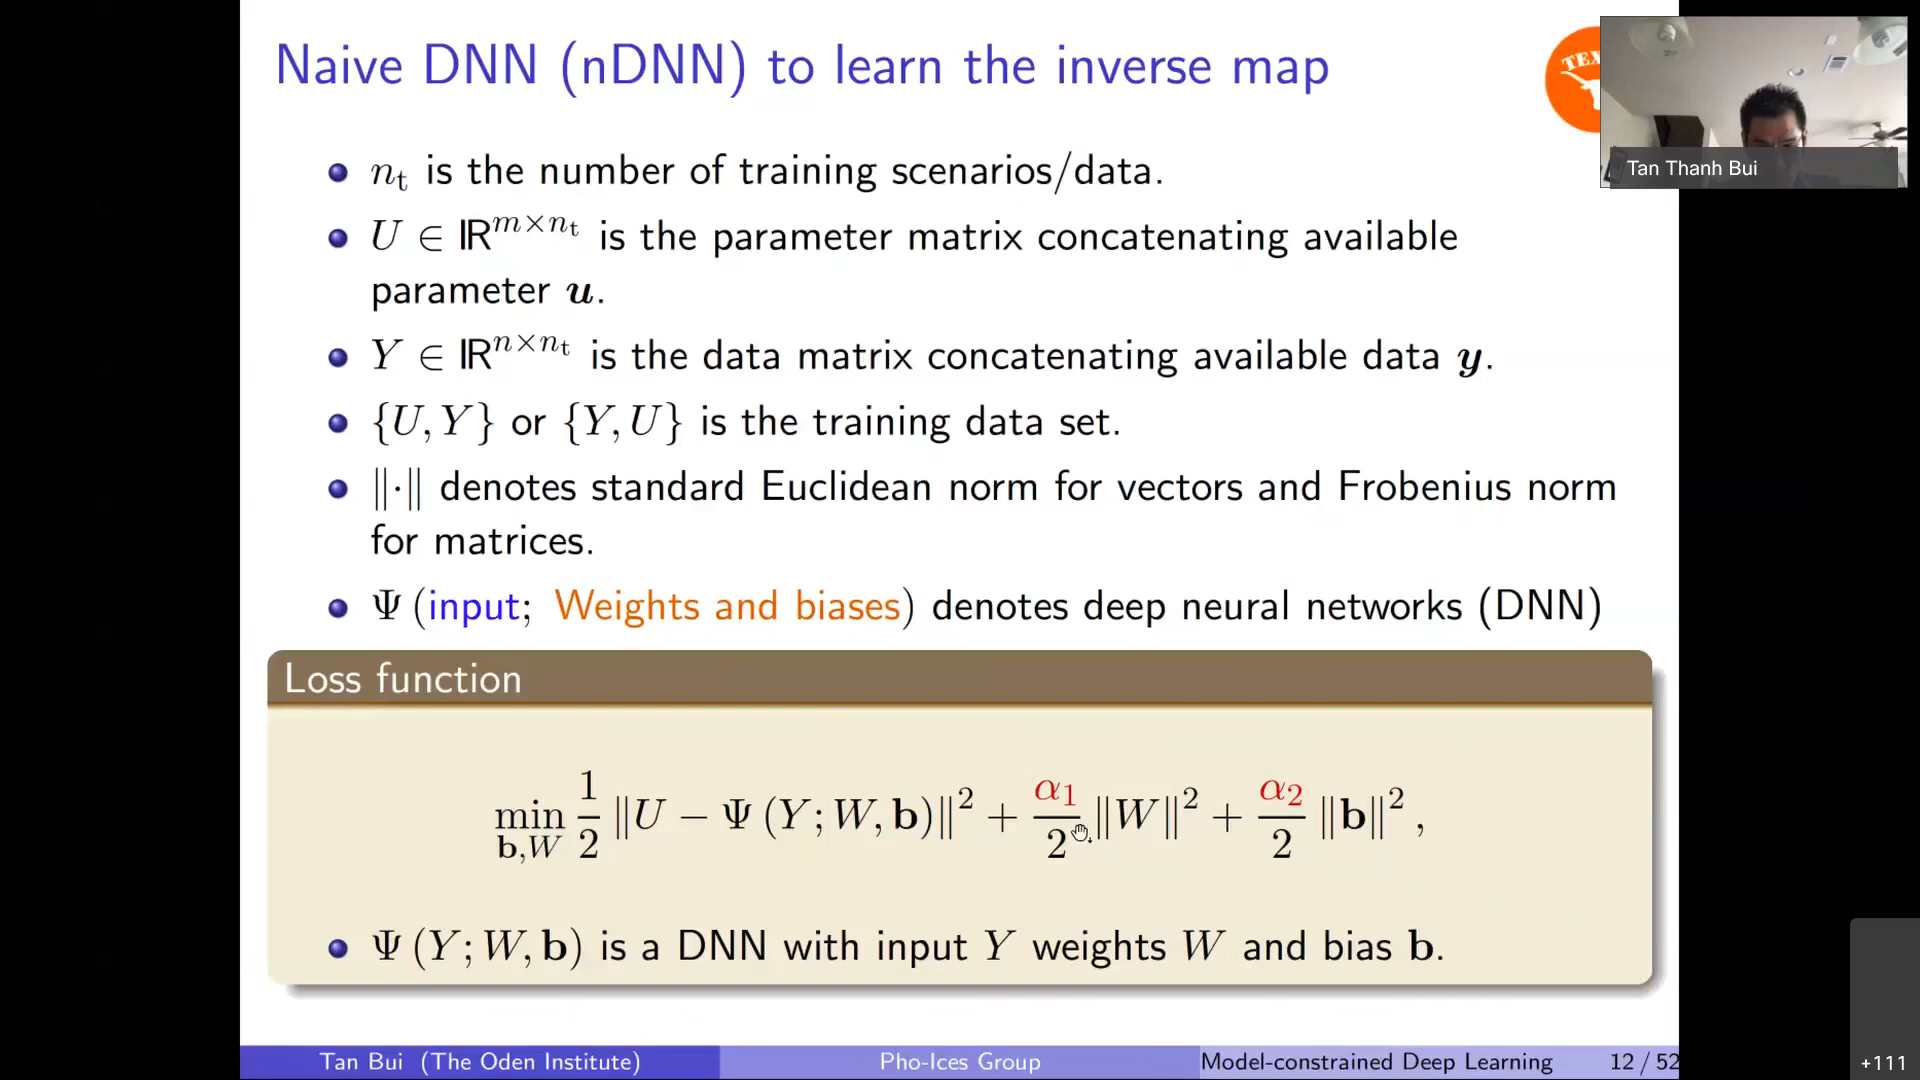 Naive DNN (nDNN) to learn the inverse map
TEX
Tan Thanh Bui
n_t is the number of training scenarios/data.
U ∈ ℝ^{m×n_t} is the parameter matrix concatenating available
parameter u.
Y ∈ ℝ^{n×n_t} is the data matrix concatenating available data y.
{U, Y} or {Y, U} is the training data set.
‖·‖ denotes standard Euclidean norm for vectors and Frobenius norm
for matrices.
Ψ (input; Weights and biases) denotes deep neural networks (DNN)
Loss function
min_{b,W} 1/2 ‖U − Ψ (Y; W, b)‖² + α₁/2 ‖W‖² + α₂/2 ‖b‖² ,
Ψ (Y; W, b) is a DNN with input Y weights W and bias b.
Tan Bui (The Oden Institute)
Pho-Ices Group
Model-constrained Deep Learning
12 / 52
+111